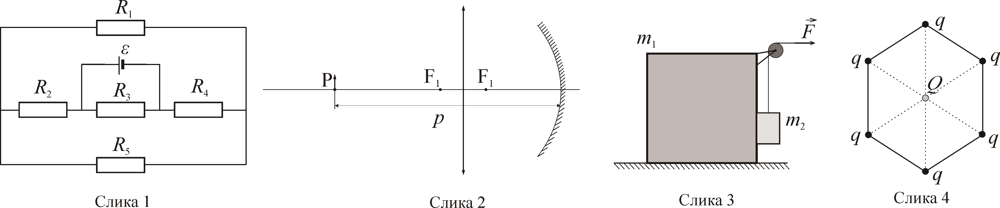 R₁
ε
R₂
R₃
R₄
R₅
Слика 1
P
F₁
F₁
p
Слика 2
m₁
F⃗
m₂
Слика 3
q
q
q
Q
q
q
q
Слика 4